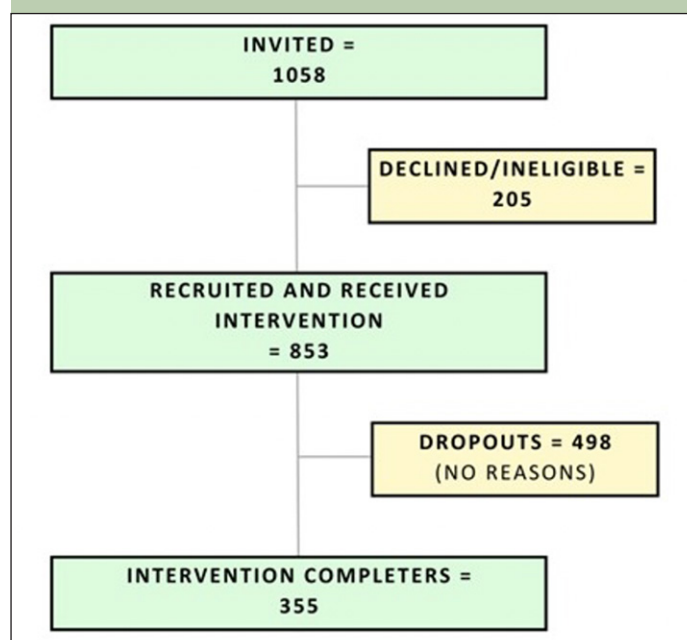 INVITED =
1058
DECLINED/INELIGIBLE =
205
RECRUITED AND RECEIVED
INTERVENTION
= 853
DROPOUTS = 498
(NO REASONS)
INTERVENTION COMPLETERS =
355